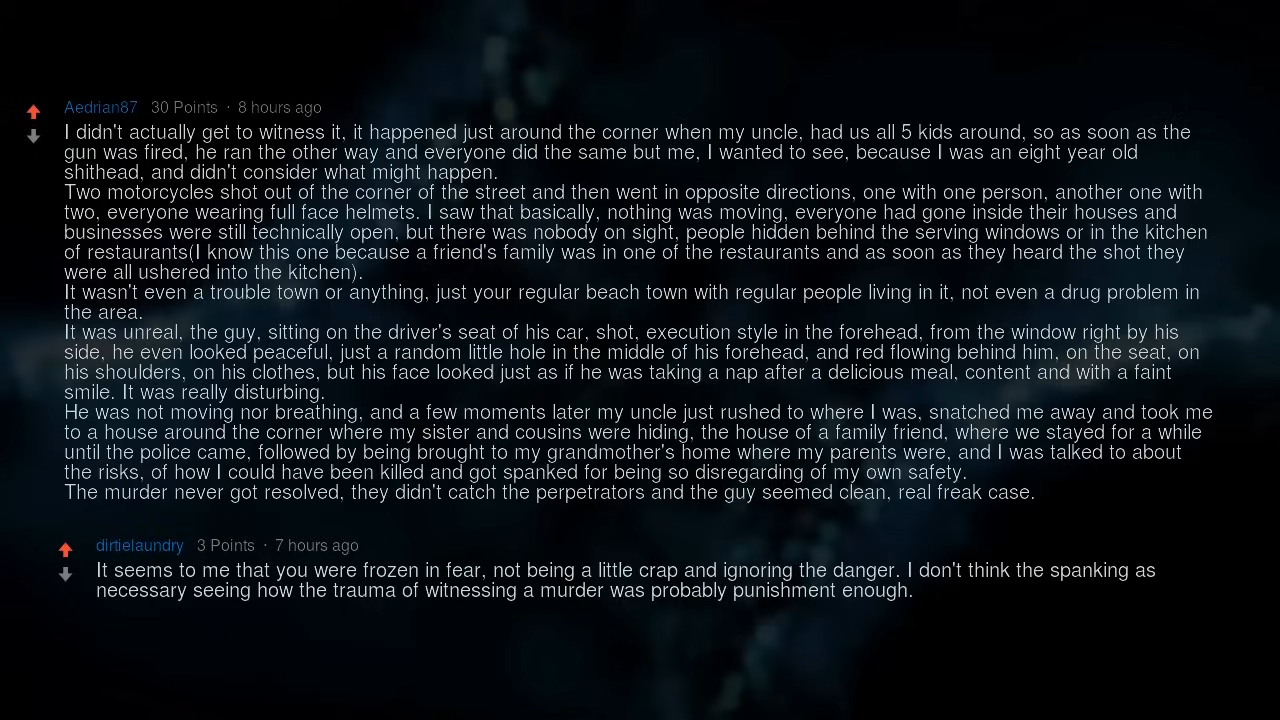 Aedrian87 30 Points · 8 hours ago
I didn't actually get to witness it, it happened just around the corner when my uncle, had us all 5 kids around, so as soon as the
gun was fired, he ran the other way and everyone did the same but me, I wanted to see, because I was an eight year old
shithead, and didn't consider what might happen.
Two motorcycles shot out of the corner of the street and then went in opposite directions, one with one person, another one with
two, everyone wearing full face helmets. I saw that basically, nothing was moving, everyone had gone inside their houses and
businesses were still technically open, but there was nobody on sight, people hidden behind the serving windows or in the kitchen
of restaurants(I know this one because a friend's family was in one of the restaurants and as soon as they heard the shot they
were all ushered into the kitchen).
It wasn't even a trouble town or anything, just your regular beach town with regular people living in it, not even a drug problem in
the area.
It was unreal, the guy, sitting on the driver's seat of his car, shot, execution style in the forehead, from the window right by his
side, he even looked peaceful, just a random little hole in the middle of his forehead, and red flowing behind him, on the seat, on
his shoulders, on his clothes, but his face looked just as if he was taking a nap after a delicious meal, content and with a faint
smile. It was really disturbing.
He was not moving nor breathing, and a few moments later my uncle just rushed to where I was, snatched me away and took me
to a house around the corner where my sister and cousins were hiding, the house of a family friend, where we stayed for a while
until the police came, followed by being brought to my grandmother's home where my parents were, and I was talked to about
the risks, of how I could have been killed and got spanked for being so disregarding of my own safety.
The murder never got resolved, they didn't catch the perpetrators and the guy seemed clean, real freak case.
dirtielaundry 3 Points · 7 hours ago
It seems to me that you were frozen in fear, not being a little crap and ignoring the danger. I don't think the spanking as
necessary seeing how the trauma of witnessing a murder was probably punishment enough.